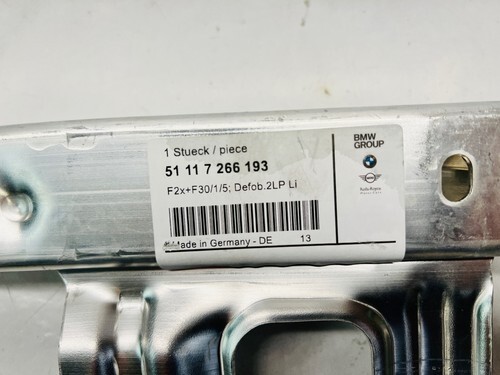 1 Stueck / piece
51 11 7 266 193
F2x+F30/1/5; Defob.2LP Li
Made in Germany - DE 13
BMW
GROUP